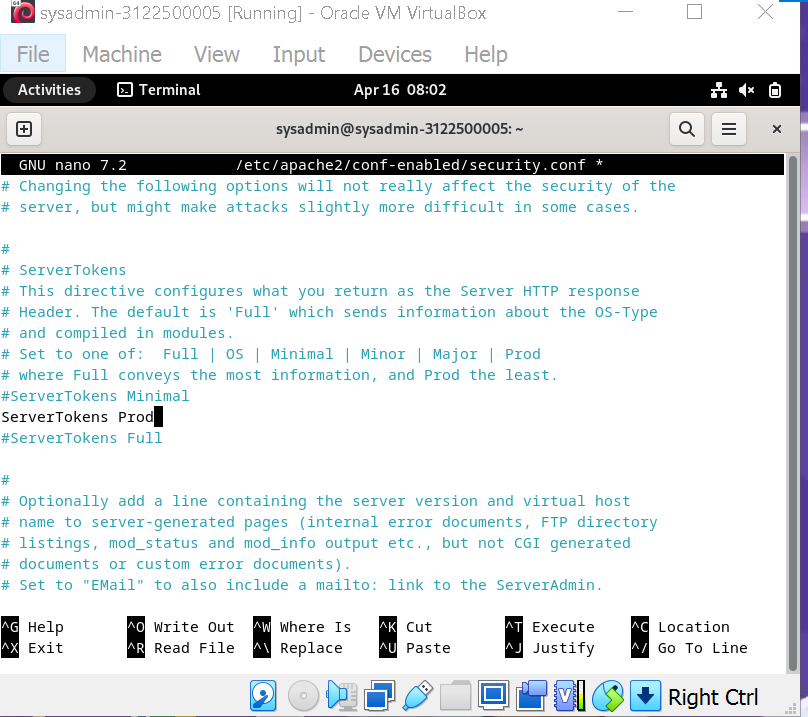 sysadmin-3122500005 [Running] - Oracle VM VirtualBox
File Machine View Input Devices Help
Activities Terminal Apr 16 08:02
sysadmin@sysadmin-3122500005: ~
GNU nano 7.2 /etc/apache2/conf-enabled/security.conf *
# Changing the following options will not really affect the security of the
# server, but might make attacks slightly more difficult in some cases.
#
# ServerTokens
# This directive configures what you return as the Server HTTP response
# Header. The default is 'Full' which sends information about the OS-Type
# and compiled in modules.
# Set to one of:  Full | OS | Minimal | Minor | Major | Prod
# where Full conveys the most information, and Prod the least.
#ServerTokens Minimal
ServerTokens Prod
#ServerTokens Full
#
# Optionally add a line containing the server version and virtual host
# name to server-generated pages (internal error documents, FTP directory
# listings, mod_status and mod_info output etc., but not CGI generated
# documents or custom error documents).
# Set to "EMail" to also include a mailto: link to the ServerAdmin.
^G Help ^O Write Out ^W Where Is ^K Cut ^T Execute ^C Location
^X Exit ^R Read File ^\ Replace ^U Paste ^J Justify ^/ Go To Line
Right Ctrl